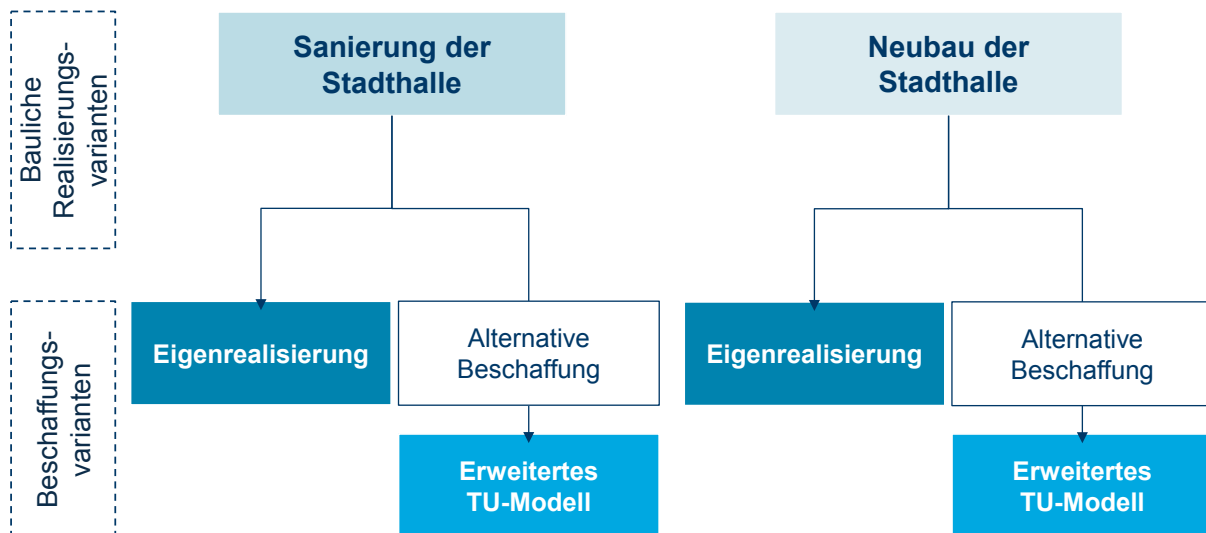 Bauliche
Realisierungs-
varianten
Sanierung der
Stadthalle
Neubau der
Stadthalle
Beschaffungs-
varianten
Eigenrealisierung
Alternative
Beschaffung
Eigenrealisierung
Alternative
Beschaffung
Erweitertes
TU-Modell
Erweitertes
TU-Modell